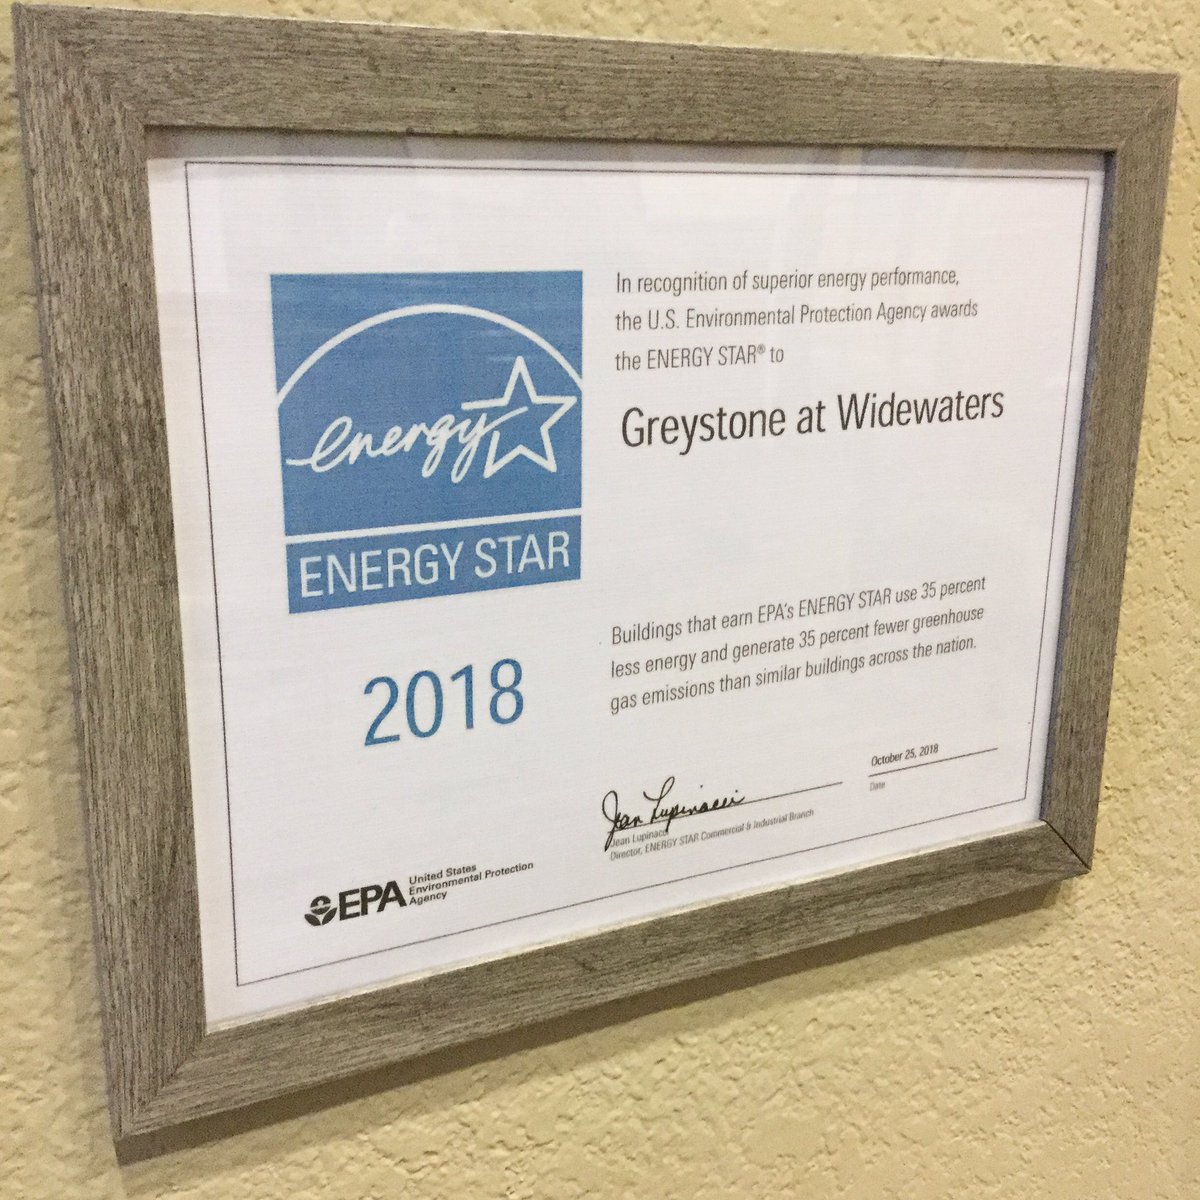 energy
ENERGY STAR
2018
In recognition of superior energy performance,
the U.S. Environmental Protection Agency awards
the ENERGY STAR® to
Greystone at Widewaters
Buildings that earn EPA's ENERGY STAR use 35 percent
less energy and generate 35 percent fewer greenhouse
gas emissions than similar buildings across the nation.
Jean Lupinacci
Jean Lupinacci
Director, ENERGY STAR Commercial & Industrial Branch
October 25, 2018
Date
EPA
United States
Environmental Protection
Agency